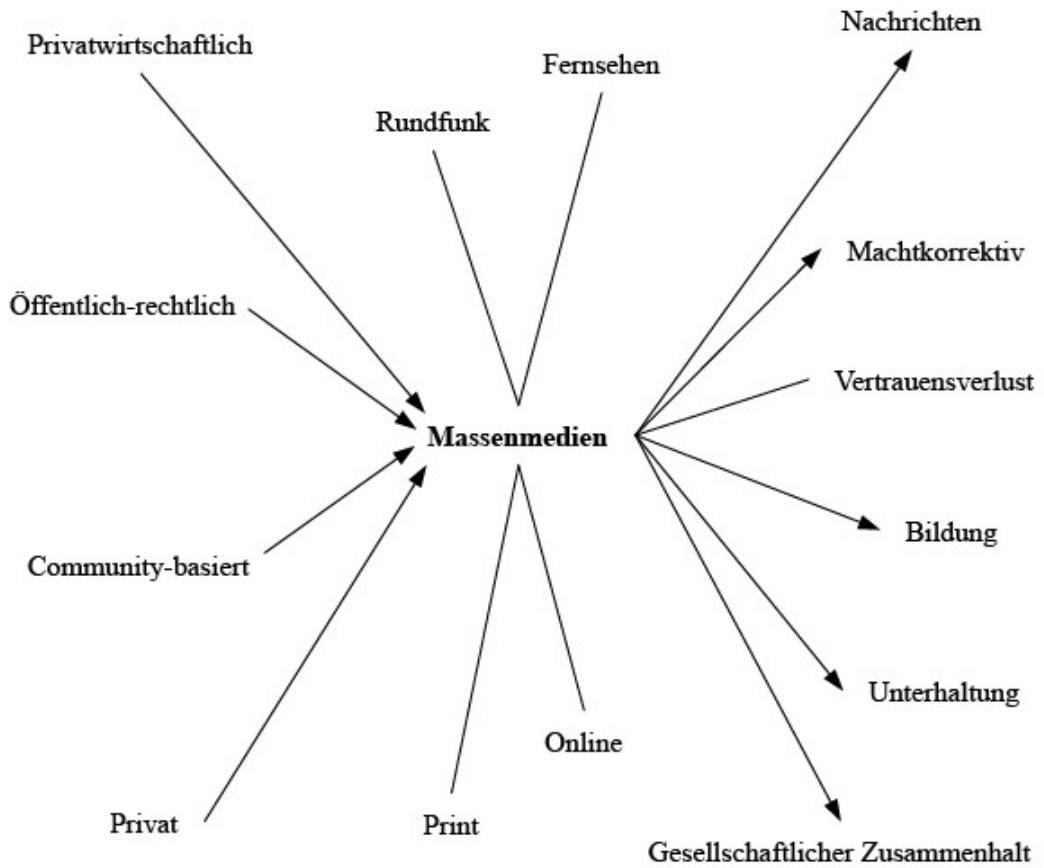 Nachrichten
Privatwirtschaftlich
Fernsehen
Rundfunk
Machtkorrektiv
Öffentlich-rechtlich
Vertrauensverlust
Massenmedien
Bildung
Community-basiert
Unterhaltung
Online
Privat
Print
Gesellschaftlicher Zusammenhalt